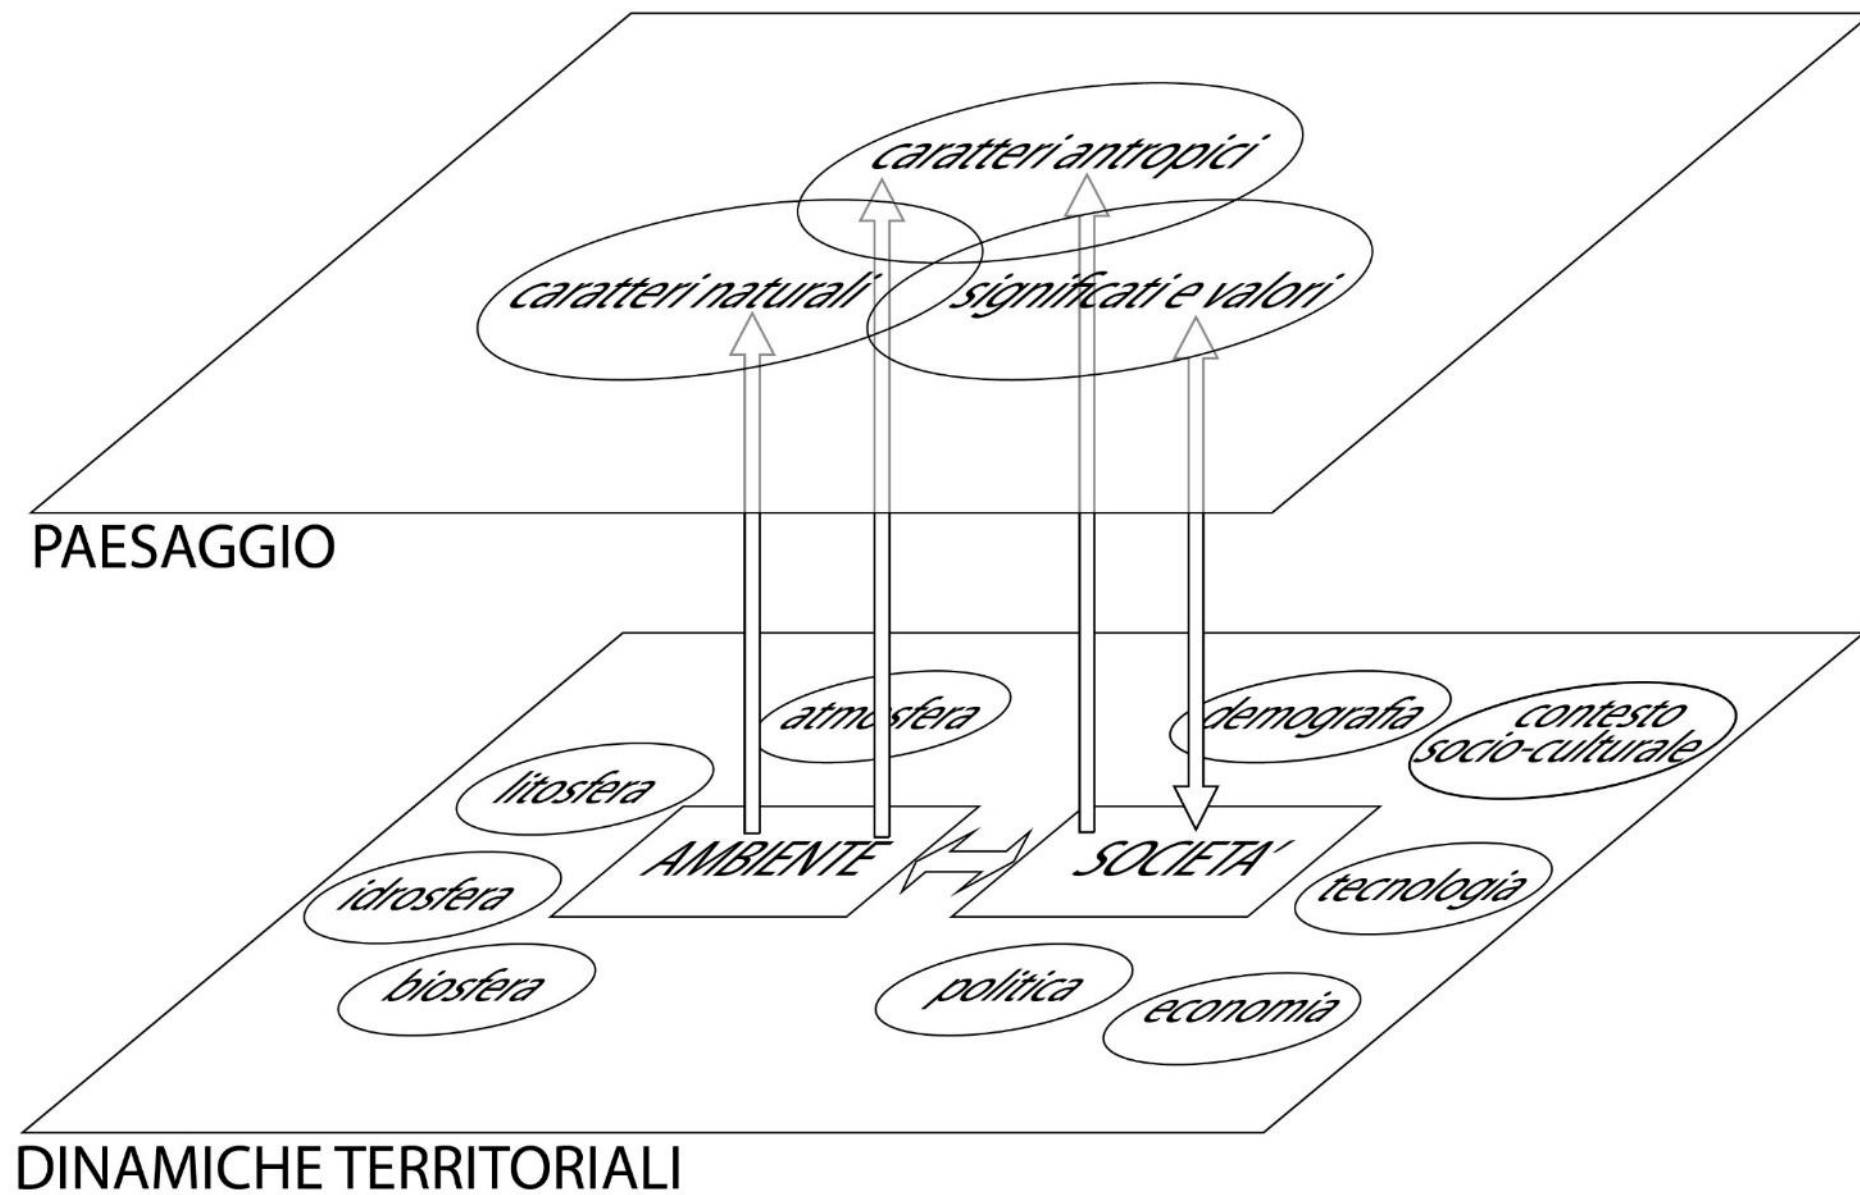 caratteri antropici
caratteri naturali
significati e valori
PAESAGGIO
atmosfera
demografia
contesto
socio-culturale
litosfera
AMBIENTE
SOCIETA'
idrosfera
tecnologia
biosfera
politica
economia
DINAMICHE TERRITORIALI